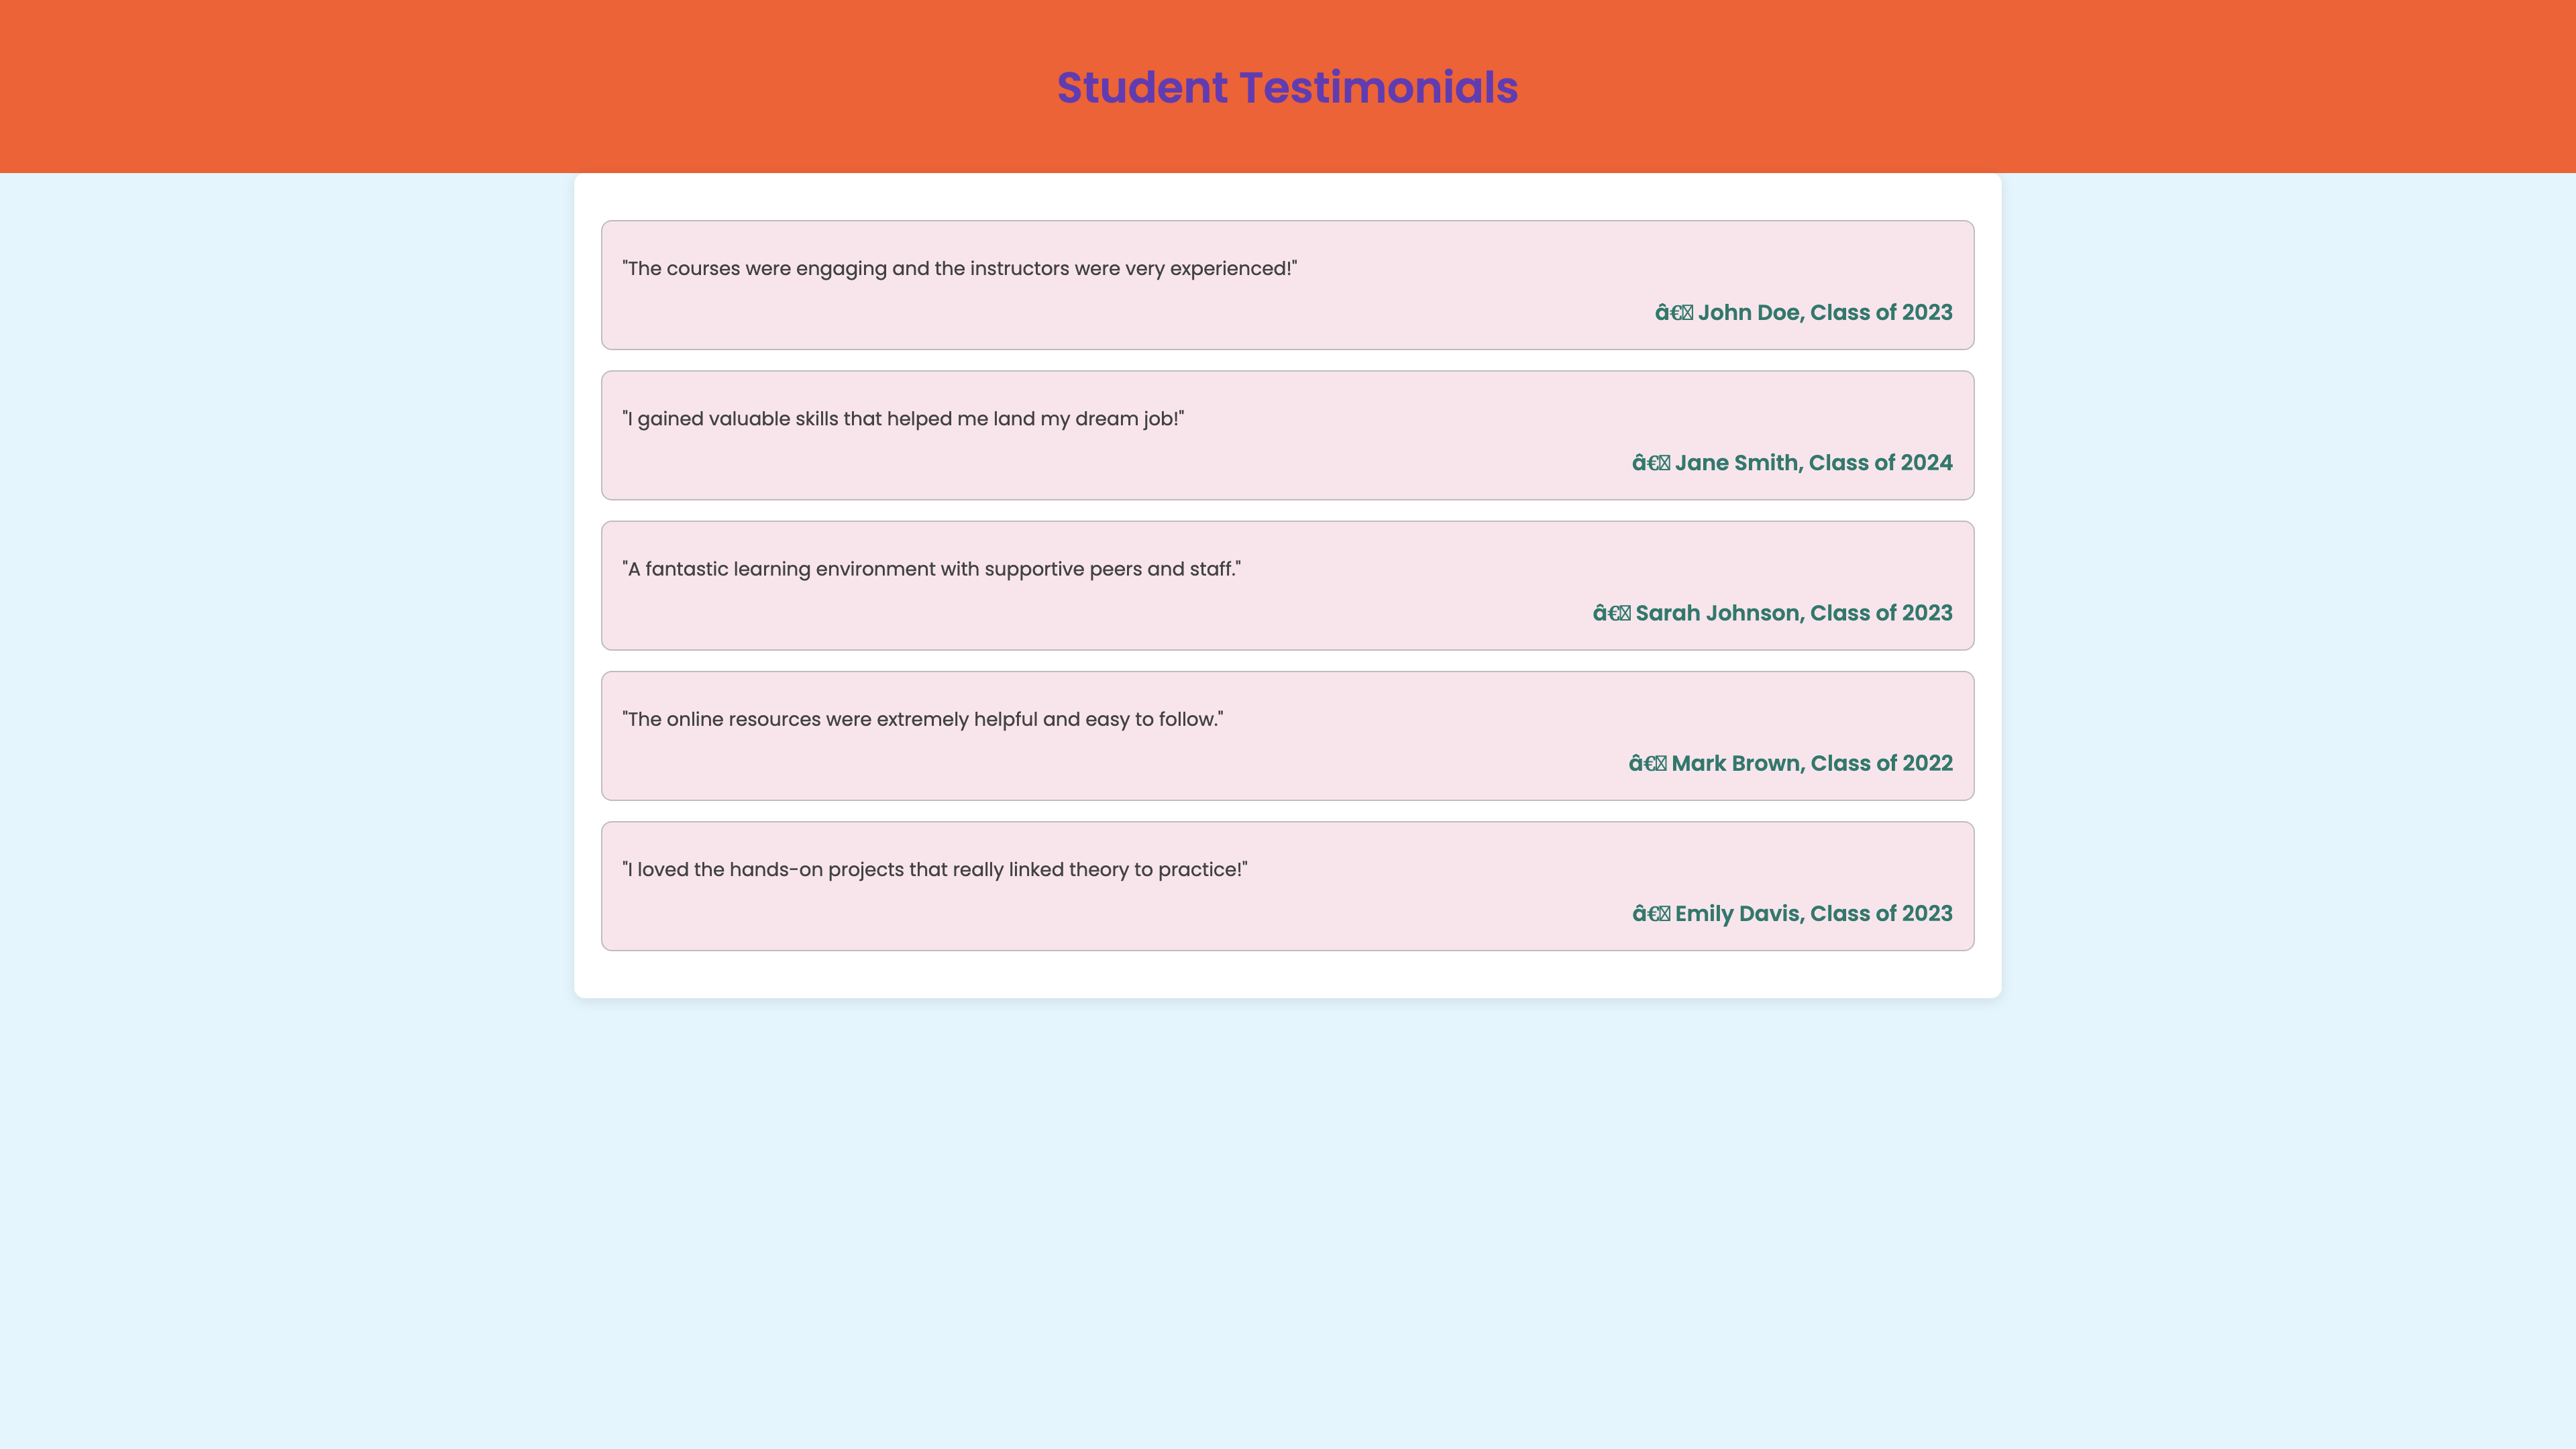 Student Testimonials
"The courses were engaging and the instructors were very experienced!"
â€ John Doe, Class of 2023
"I gained valuable skills that helped me land my dream job!"
â€ Jane Smith, Class of 2024
"A fantastic learning environment with supportive peers and staff."
â€ Sarah Johnson, Class of 2023
"The online resources were extremely helpful and easy to follow."
â€ Mark Brown, Class of 2022
"I loved the hands-on projects that really linked theory to practice!"
â€ Emily Davis, Class of 2023